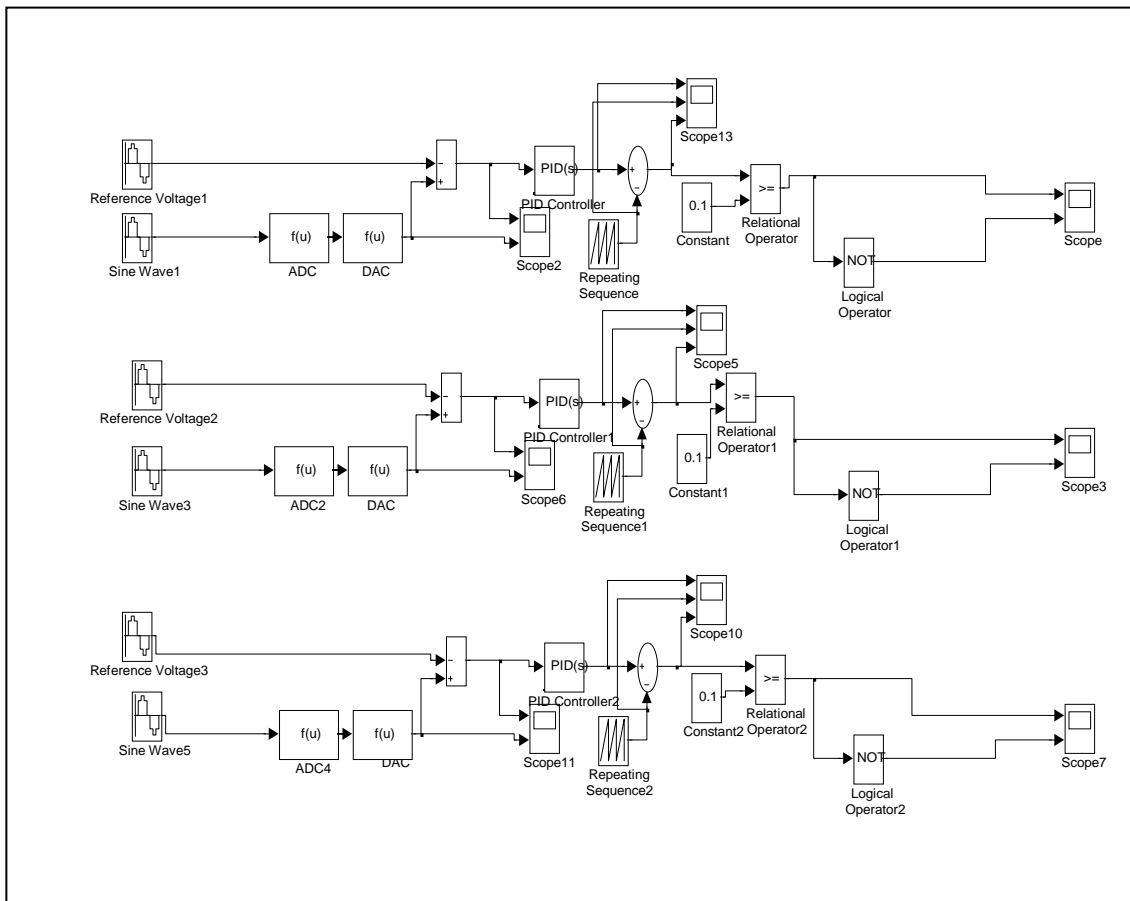 Scope13
Reference Voltage1
-
+
PID(s)
PID Controller
+
-
0.1
Constant
>=
Relational
Operator
Scope
Sine Wave1
f(u)
ADC
f(u)
DAC
Scope2
Repeating
Sequence
NOT
Logical
Operator
Scope5
Reference Voltage2
-
+
PID(s)
PID Controller1
+
-
0.1
Constant1
>=
Relational
Operator1
Scope3
Sine Wave3
f(u)
ADC2
f(u)
DAC
Scope6
Repeating
Sequence1
NOT
Logical
Operator1
Scope10
Reference Voltage3
-
+
PID(s)
PID Controller2
+
-
0.1
Constant2
>=
Relational
Operator2
Scope7
Sine Wave5
f(u)
ADC4
f(u)
DAC
Scope11
Repeating
Sequence2
NOT
Logical
Operator2